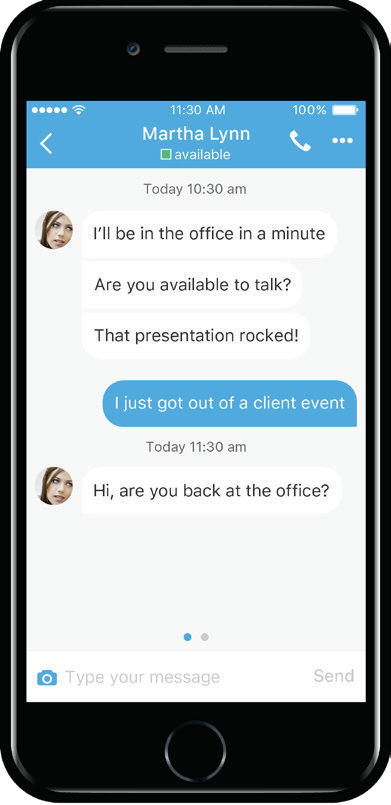 11:30 AM 100%
Martha Lynn
available
Today 10:30 am
I'll be in the office in a minute
Are you available to talk?
That presentation rocked!
I just got out of a client event
Today 11:30 am
Hi, are you back at the office?
Type your message Send